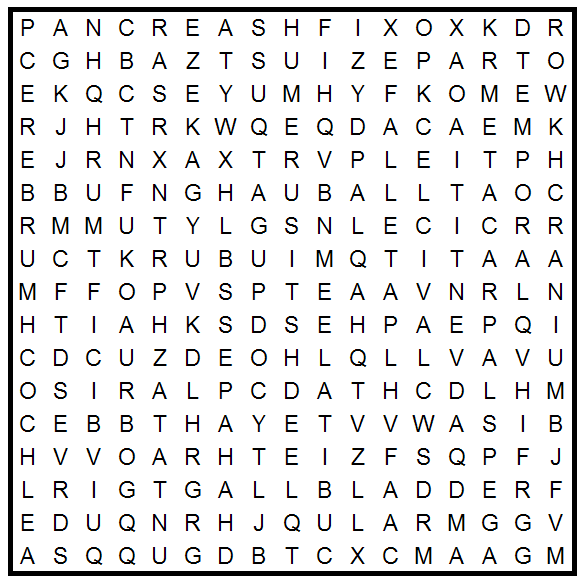 P A N C R E A S H F I X O X K D R
C G H B A Z T S U I Z E P A R T O
E K Q C S E Y U M H Y F K O M E W
R J H T R K W Q E Q D A C A E M K
E J R N X A X T R V P L E I T P H
B B U F N G H A U B A L L T A O C
R M M U T Y L G S N L E C I C R R
U C T K R U B U I M Q T I T A A A
M F F O P V S P T E A A V N R L N
H T I A H K S D S E H P A E P Q I
C D C U Z D E O H L Q L L V A V U
O S I R A L P C D A T H C D L H M
C E B B T H A Y E T V V W A S I B
H V V O A R H T E I Z F S Q P F J
L R I G T G A L L B L A D D E R F
E D U Q N R H J Q U L A R M G G V
A S Q Q U G D B T C X C M A A G M